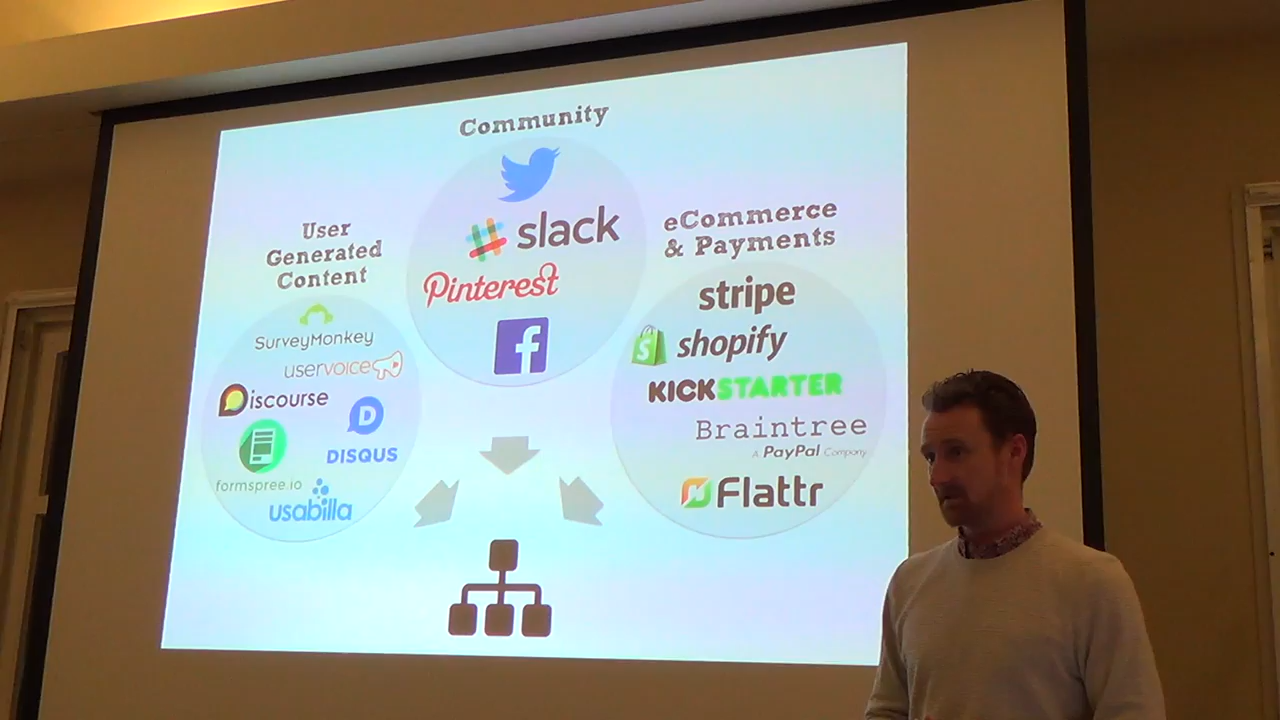 Community
slack
Pinterest
f
User
Generated
Content
SurveyMonkey
uservoice
Discourse
D
DISQUS
formspree.io
usabilla
eCommerce
& Payments
stripe
S
shopify
KICKSTARTER
Braintree
A PayPal Company
Flattr